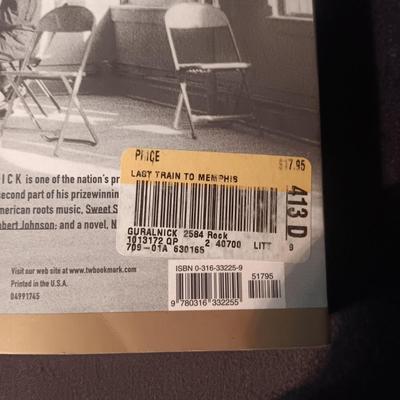 ICK is one of the nation's pr
second part of his prizewinnin
merican roots music, Sweet S
obert Johnson; and a novel, N
PRICE $17.95
LAST TRAIN TO MEMPHIS
413 D
GURALNICK 2584 Rock
1013172 QP 2 40700 LITT 9
709-01A 630165
Visit our web site at www.twbookmark.com
Printed in the U.S.A.
04991745
ISBN 0-316-33225-9
51795
9 780316 332255